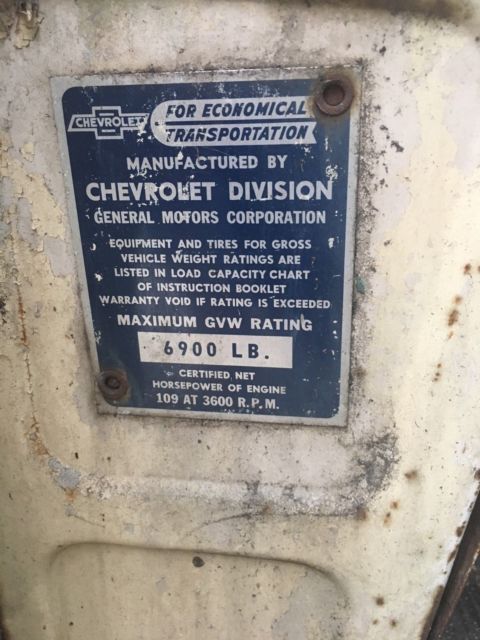 CHEVROLET
FOR ECONOMICAL
TRANSPORTATION
MANUFACTURED BY
CHEVROLET DIVISION
GENERAL MOTORS CORPORATION
EQUIPMENT AND TIRES FOR GROSS
VEHICLE WEIGHT RATINGS ARE
LISTED IN LOAD CAPACITY CHART
OF INSTRUCTION BOOKLET
WARRANTY VOID IF RATING IS EXCEEDED
MAXIMUM GVW RATING
6900 LB.
CERTIFIED NET
HORSEPOWER OF ENGINE
109 AT 3600 R.P.M.